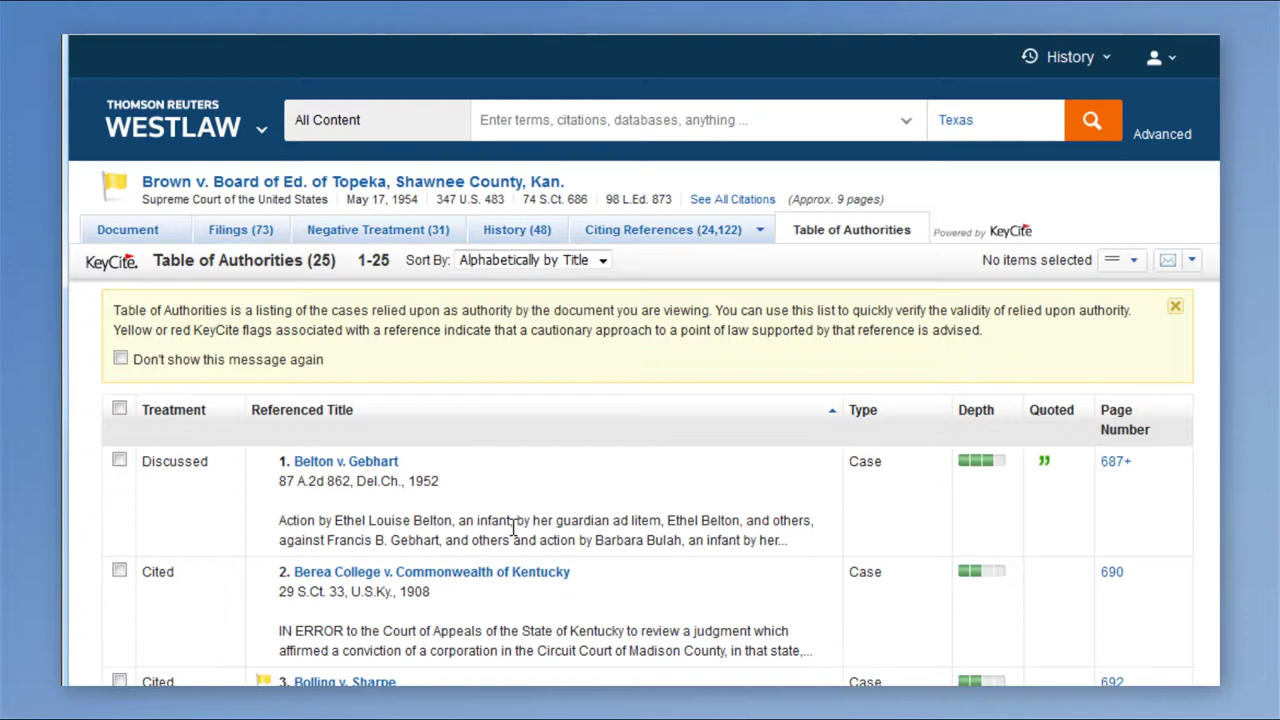 History
THOMSON REUTERS
WESTLAW
All Content
Enter terms, citations, databases, anything ...
Texas
Advanced
Brown v. Board of Ed. of Topeka, Shawnee County, Kan.
Supreme Court of the United States | May 17, 1954 | 347 U.S. 483 | 74 S.Ct. 686 | 98 L.Ed. 873 | See All Citations (Approx. 9 pages)
Document Filings (73) Negative Treatment (31) History (48) Citing References (24,122) Table of Authorities Powered by KeyCite
KeyCite. Table of Authorities (25) 1-25 Sort By: Alphabetically by Title No items selected
Table of Authorities is a listing of the cases relied upon as authority by the document you are viewing. You can use this list to quickly verify the validity of relied upon authority.
Yellow or red KeyCite flags associated with a reference indicate that a cautionary approach to a point of law supported by that reference is advised.
Don't show this message again
Treatment Referenced Title Type Depth Quoted Page Number
Discussed 1. Belton v. Gebhart Case 687+
87 A.2d 862, Del.Ch., 1952
Action by Ethel Louise Belton, an infant, by her guardian ad litem, Ethel Belton, and others,
against Francis B. Gebhart, and others and action by Barbara Bulah, an infant by her...
Cited 2. Berea College v. Commonwealth of Kentucky Case 690
29 S.Ct. 33, U.S.Ky., 1908
IN ERROR to the Court of Appeals of the State of Kentucky to review a judgment which
affirmed a conviction of a corporation in the Circuit Court of Madison County, in that state,...
Cited 3. Bolling v. Sharpe Case 692